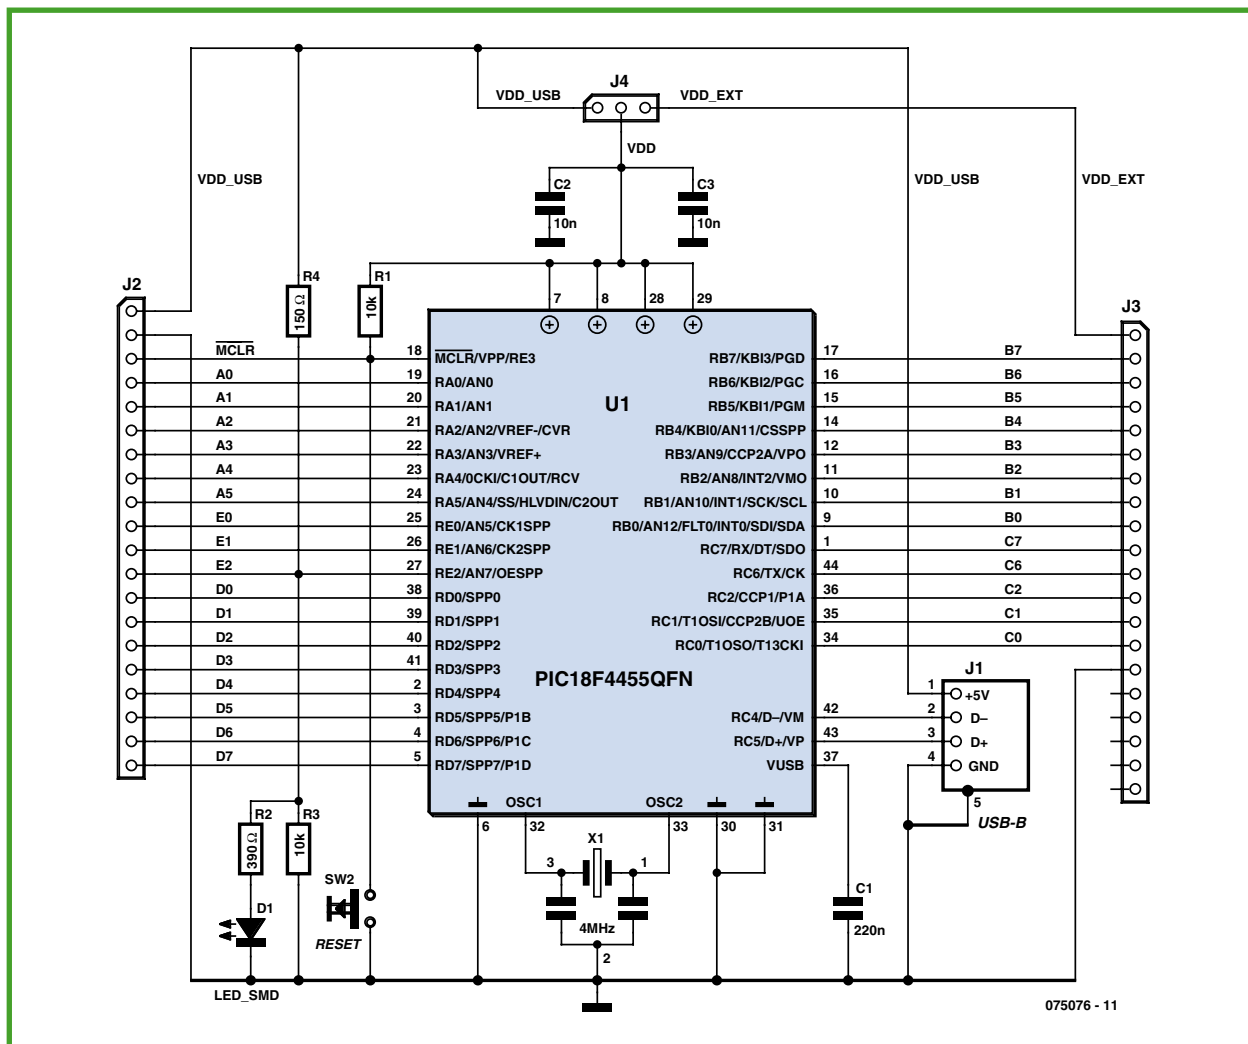 J4
VDD_USB
VDD_EXT
VDD
VDD_USB
C2
10n
C3
10n
VDD_USB
VDD_EXT
J2
R4
150 Ω
R1
10k
7
8
28
29
J3
MCLR
18
MCLR/VPP/RE3
RB7/KBI3/PGD
17
B7
A0
19
RA0/AN0
RB6/KBI2/PGC
16
B6
A1
20
RA1/AN1
U1
RB5/KBI1/PGM
15
B5
A2
21
RA2/AN2/VREF-/CVR
RB4/KBI0/AN11/CSSPP
14
B4
A3
22
RA3/AN3/VREF+
RB3/AN9/CCP2A/VPO
12
B3
A4
23
RA4/0CKI/C1OUT/RCV
RB2/AN8/INT2/VMO
11
B2
A5
24
RA5/AN4/SS/HLVDIN/C2OUT
RB1/AN10/INT1/SCK/SCL
10
B1
E0
25
RE0/AN5/CK1SPP
RB0/AN12/FLT0/INT0/SDI/SDA
9
B0
E1
26
RE1/AN6/CK2SPP
RC7/RX/DT/SDO
1
C7
E2
27
RE2/AN7/OESPP
RC6/TX/CK
44
C6
D0
38
RD0/SPP0
RC2/CCP1/P1A
36
C2
D1
39
RD1/SPP1
RC1/T1OSI/CCP2B/UOE
35
C1
D2
40
RD2/SPP2
RC0/T1OSO/T13CKI
34
C0
D3
41
RD3/SPP3
PIC18F4455QFN
J1
D4
2
RD4/SPP4
1
+5V
D5
3
RD5/SPP5/P1B
RC4/D–/VM
42
2
D–
D6
4
RD6/SPP6/P1C
RC5/D+/VP
43
3
D+
D7
5
RD7/SPP7/P1D
VUSB
37
4
GND
5
USB-B
OSC1
OSC2
6
32
33
30
31
R2
390 Ω
R3
10k
X1
3
1
4MHz
2
SW2
RESET
D1
LED_SMD
C1
220n
075076 - 11